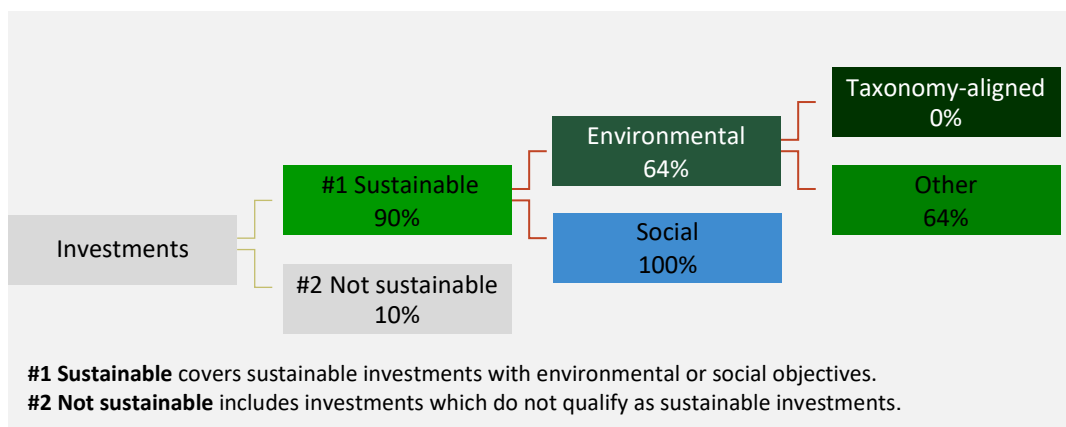 Taxonomy-aligned
0%
Environmental
64%
#1 Sustainable
90%
Other
64%
Social
100%
Investments
#2 Not sustainable
10%
#1 Sustainable covers sustainable investments with environmental or social objectives.
#2 Not sustainable includes investments which do not qualify as sustainable investments.